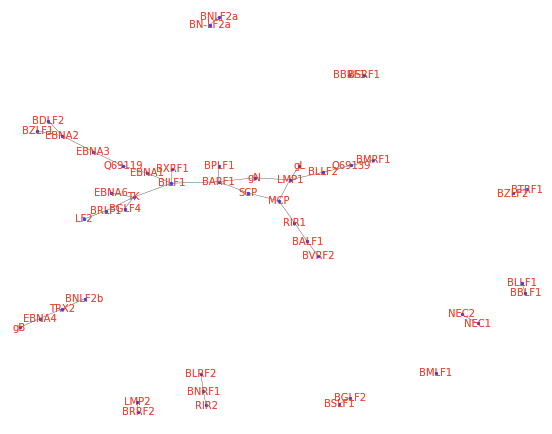 BNLF2a
BN-LF2a
BSRF1
BDLF2
BZLF1
EBNA2
EBNA3
Q69119
EBNA1
BXRF1
BILF1
BPLF1
BARF1
gN
SCP
gL
LMP1
BLLF2
Q69139
BMRF1
MCP
RIR1
BALF1
BVRF2
EBNA6
TK
BRLF1
BGLF4
LF2
BTRF1
BZLF2
BLLF1
BBLF1
NEC2
NEC1
BNLF2b
TRX2
EBNA4
gB
BLRF2
BNRF1
RIR2
LMP2
BRRF2
BMLF1
BGLF2
BSLF1